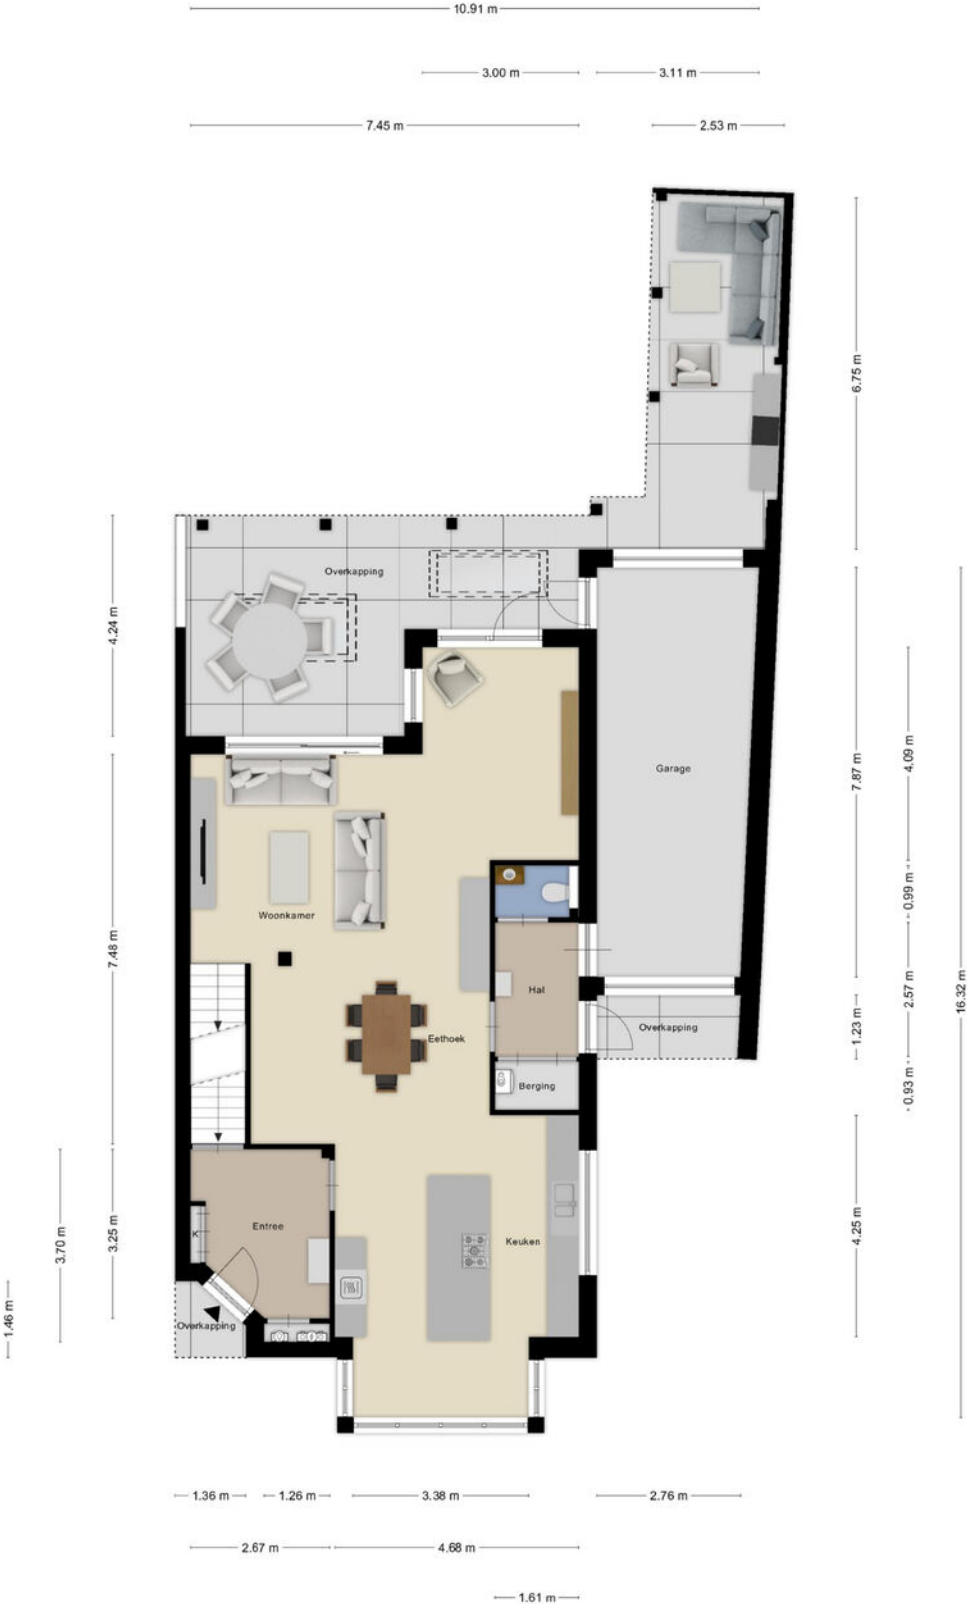 10.91 m
3.00 m
3.11 m
7.45 m
2.53 m
6.75 m
Overkapping
4.24 m
4.09 m
7.87 m
Garage
0.99 m
Woonkamer
7.48 m
Hal
2.57 m
16.32 m
1.23 m
Overkapping
Eethoek
Berging
0.93 m
Entree
K
Keuken
4.25 m
3.25 m
3.70 m
1.46 m
Overkapping
1.36 m
1.26 m
3.38 m
2.76 m
2.67 m
4.68 m
1.61 m